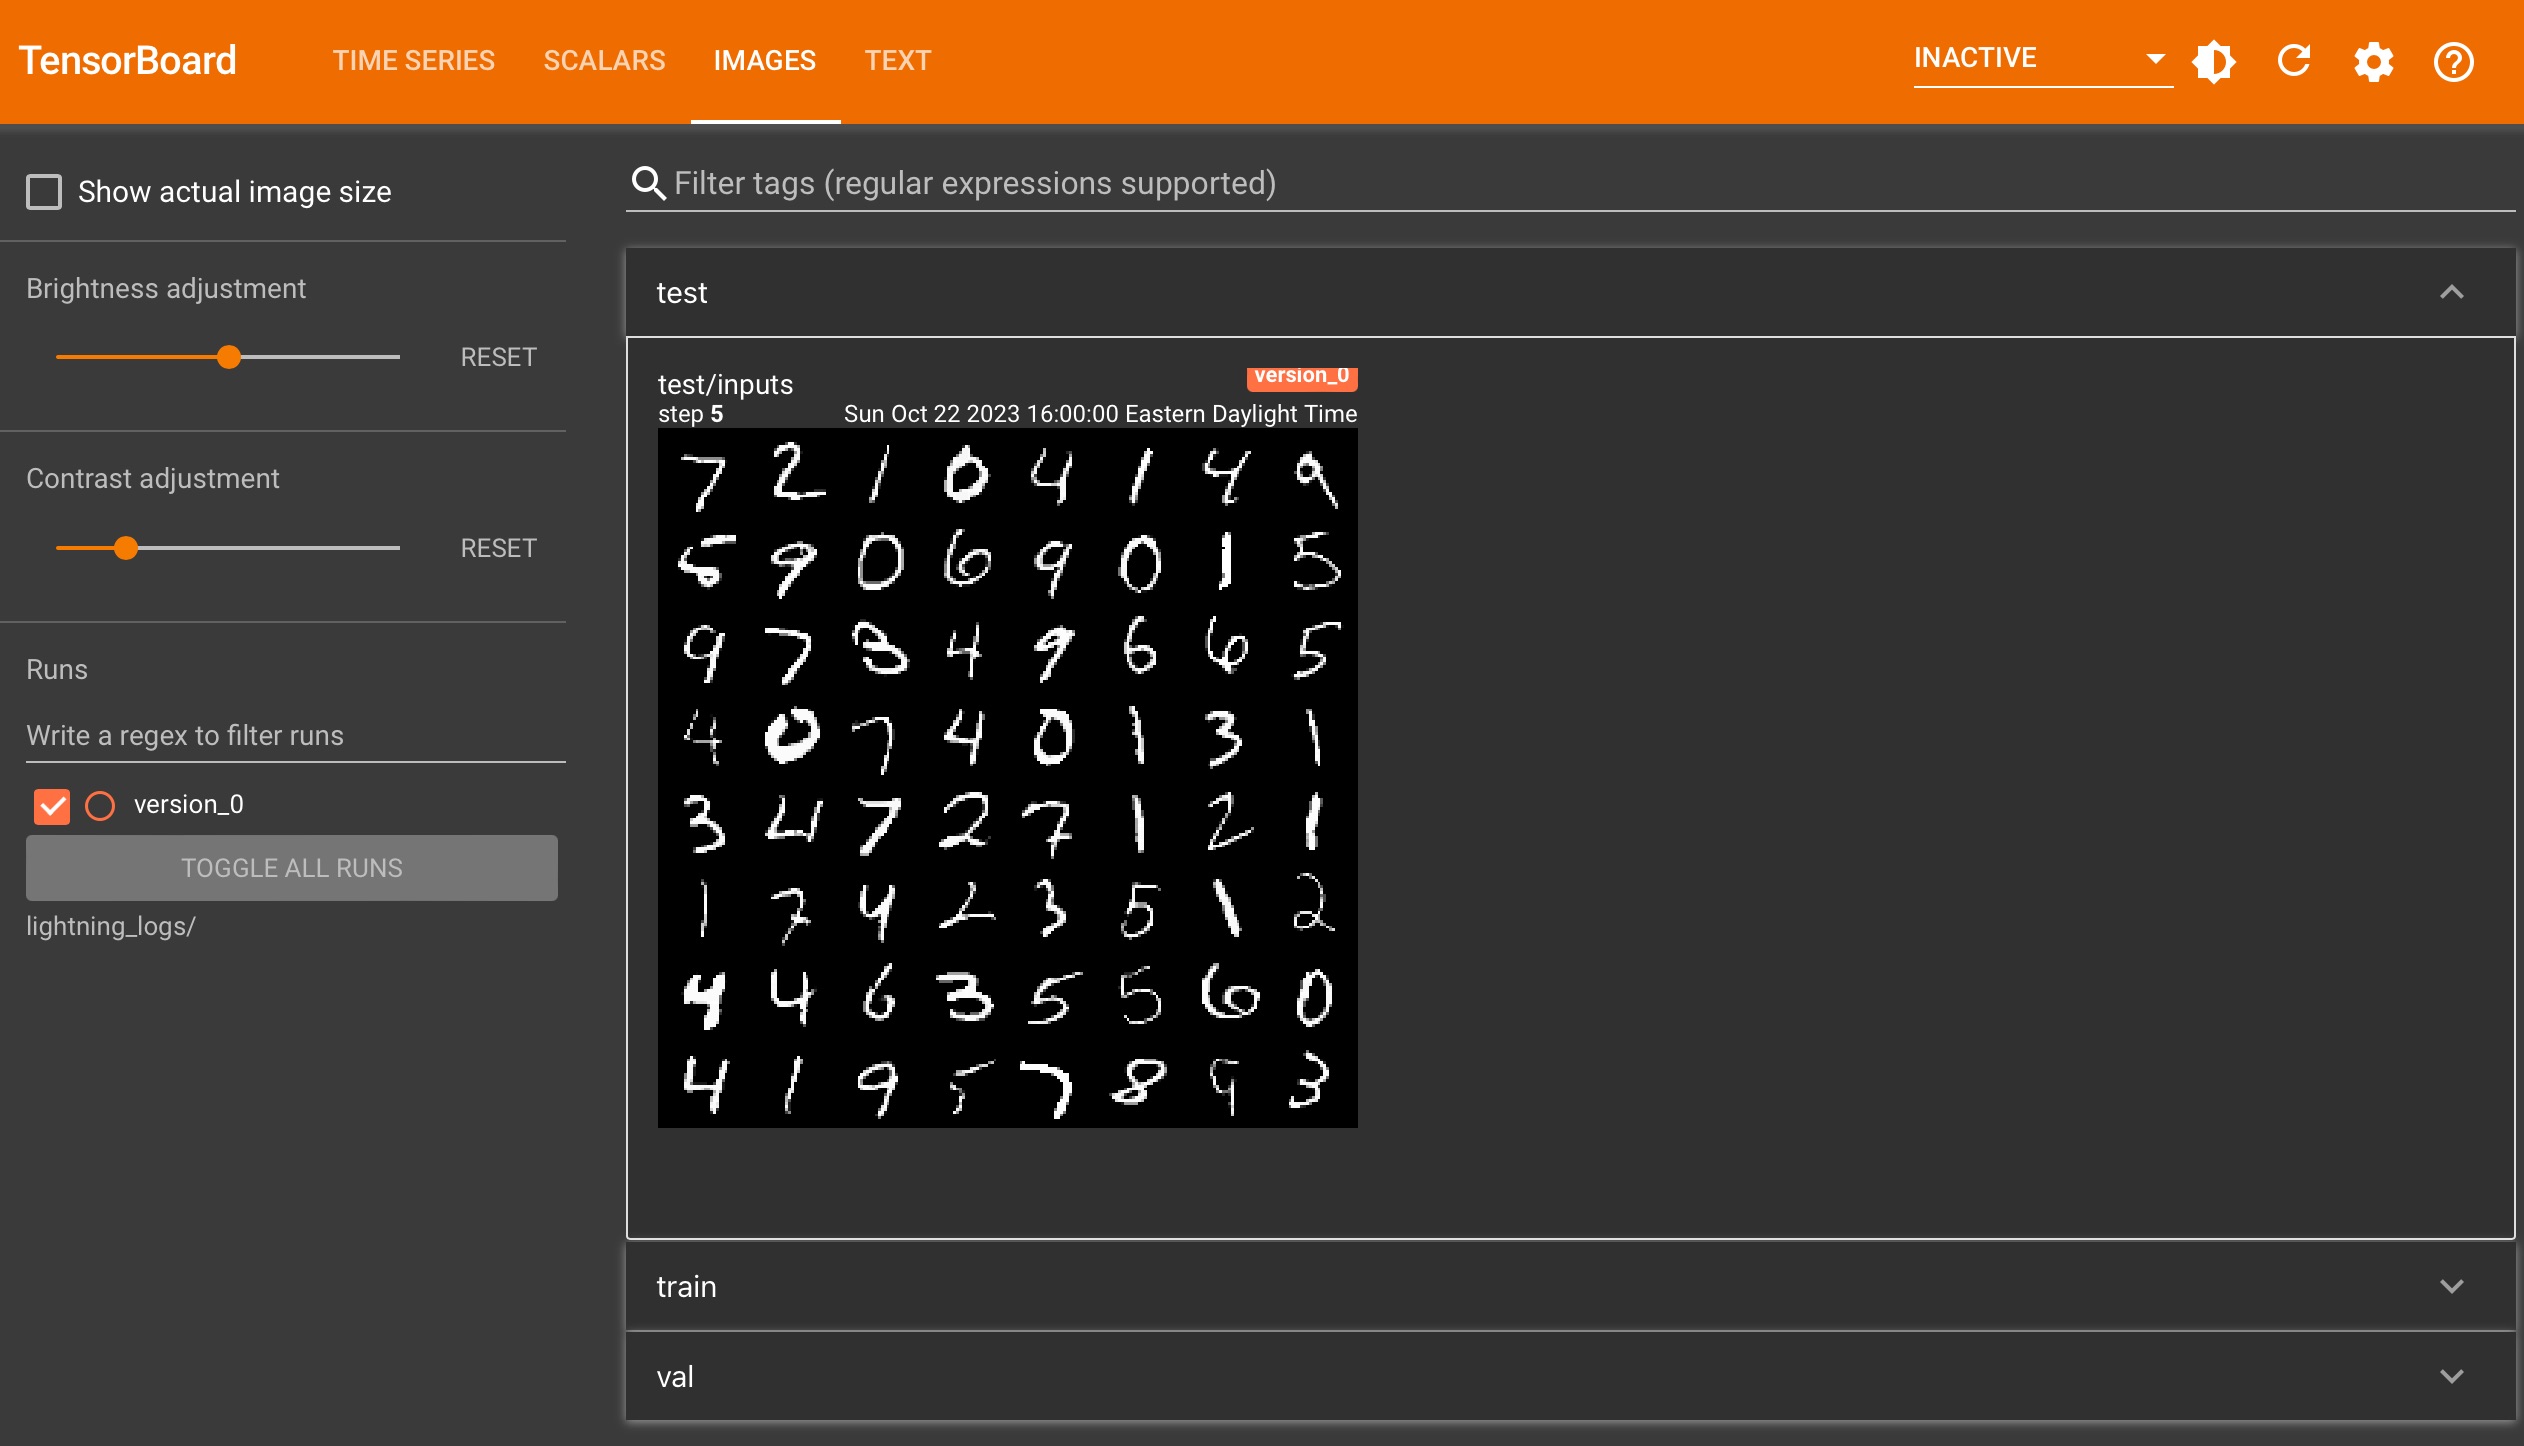 TensorBoard TIME SERIES SCALARS IMAGES TEXT INACTIVE
Show actual image size
Filter tags (regular expressions supported)
Brightness adjustment
RESET
Contrast adjustment
RESET
Runs
Write a regex to filter runs
version_0
TOGGLE ALL RUNS
lightning_logs/
test
test/inputs version_0
step 5 Sun Oct 22 2023 16:00:00 Eastern Daylight Time
7 2 1 0 4 1 4 9
5 9 0 6 9 0 1 5
9 7 3 4 9 6 6 5
4 0 7 4 0 1 3 1
3 4 7 2 7 1 2 1
1 7 4 2 3 5 1 2
4 4 6 3 5 5 6 0
4 1 9 5 7 8 9 3
train
val